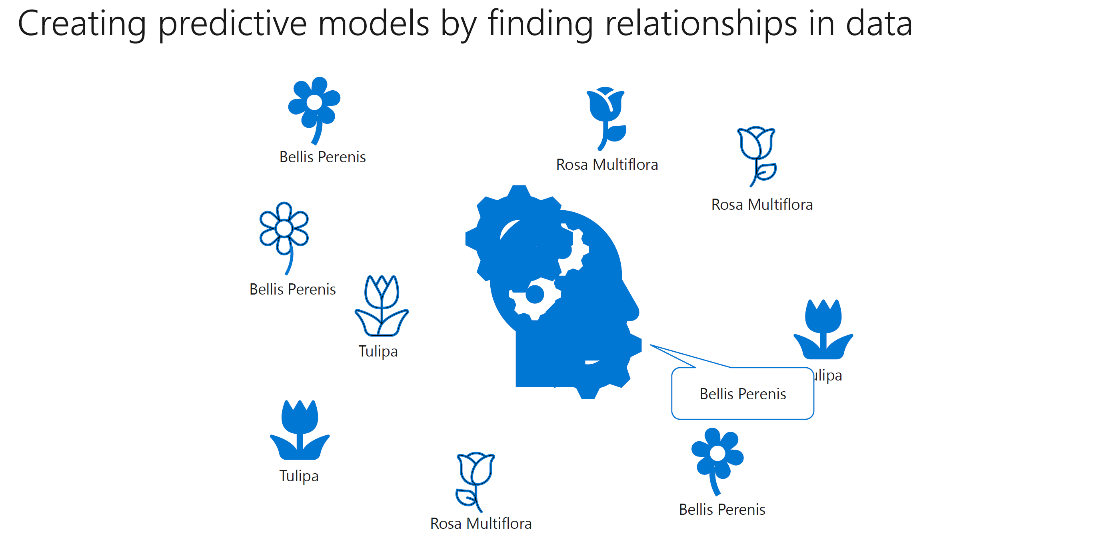 Creating predictive models by finding relationships in data
Bellis Perenis
Rosa Multiflora
Rosa Multiflora
Bellis Perenis
Tulipa
ulipa
Bellis Perenis
Tulipa
Bellis Perenis
Rosa Multiflora